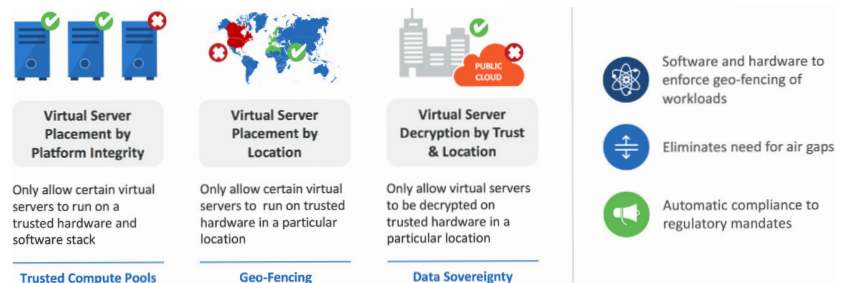 PUBLIC
CLOUD
Virtual Server
Placement by
Platform Integrity
Only allow certain virtual
servers to run on a
trusted hardware and
software stack
Trusted Compute Pools
Virtual Server
Placement by
Location
Only allow certain virtual
servers to run on trusted
hardware in a particular
location
Geo-Fencing
Virtual Server
Decryption by Trust
& Location
Only allow virtual servers
to be decrypted on
trusted hardware in a
particular location
Data Sovereignty
Software and hardware to
enforce geo-fencing of
workloads
Eliminates need for air gaps
Automatic compliance to
regulatory mandates